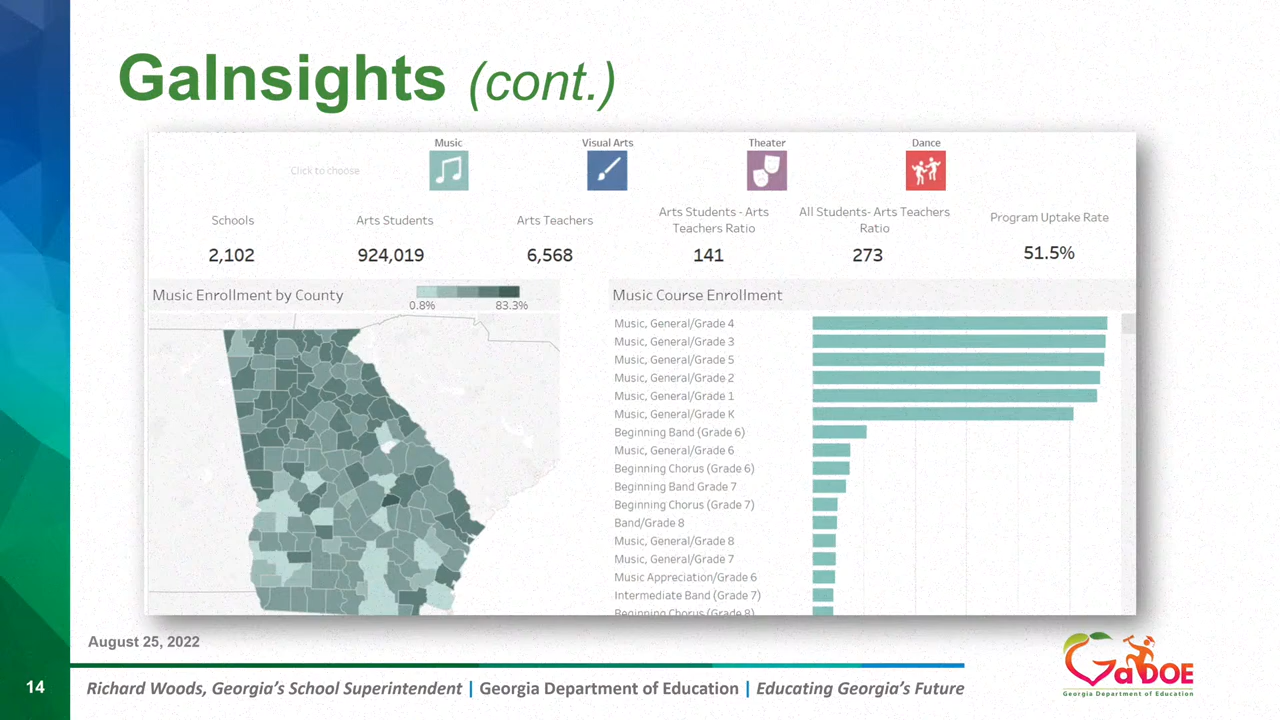 GaInsights (cont.)
Music
Visual Arts
Theater
Dance
Click to choose
Schools
Arts Students
Arts Teachers
Arts Students - Arts
Teachers Ratio
All Students- Arts Teachers
Ratio
Program Uptake Rate
2,102
924,019
6,568
141
273
51.5%
Music Enrollment by County
0.8%
83.3%
Music Course Enrollment
Music, General/Grade 4
Music, General/Grade 3
Music, General/Grade 5
Music, General/Grade 2
Music, General/Grade 1
Music, General/Grade K
Beginning Band (Grade 6)
Music, General/Grade 6
Beginning Chorus (Grade 6)
Beginning Band Grade 7
Beginning Chorus (Grade 7)
Band/Grade 8
Music, General/Grade 8
Music, General/Grade 7
Music Appreciation/Grade 6
Intermediate Band (Grade 7)
Beginning Chorus (Grade 8)
August 25, 2022
14
Richard Woods, Georgia's School Superintendent | Georgia Department of Education | Educating Georgia's Future
GaDOE
Georgia Department of Education